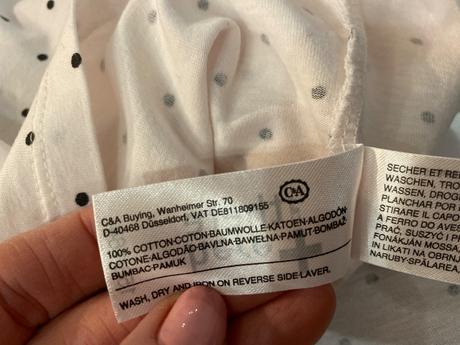 C&A Buying, Wanheimer Str. 70
D-40468 Düsseldorf, VAT DE811809155
C&A
100% COTTON-COTON-BAUMWOLLE-KATOEN-ALGODÓN-
COTONE-ALGODÃO-BAVLNA-BAWEŁNA-PAMUT-BOMBAŽ
BUMBAC-PAMUK
WASH, DRY AND IRON ON REVERSE SIDE-LAVER,
SECHER ET RE
WASCHEN, TRO
WASSEN, DROG
PLANCHAR POR
STIRARE IL CAPO
A FERRO DO AVES
PRAĆ, SUSZYĆ I P
FONÁKJÁN MOSSA
IN LIKATI NA OBRNJ
NARUBY-SPĂLAREA